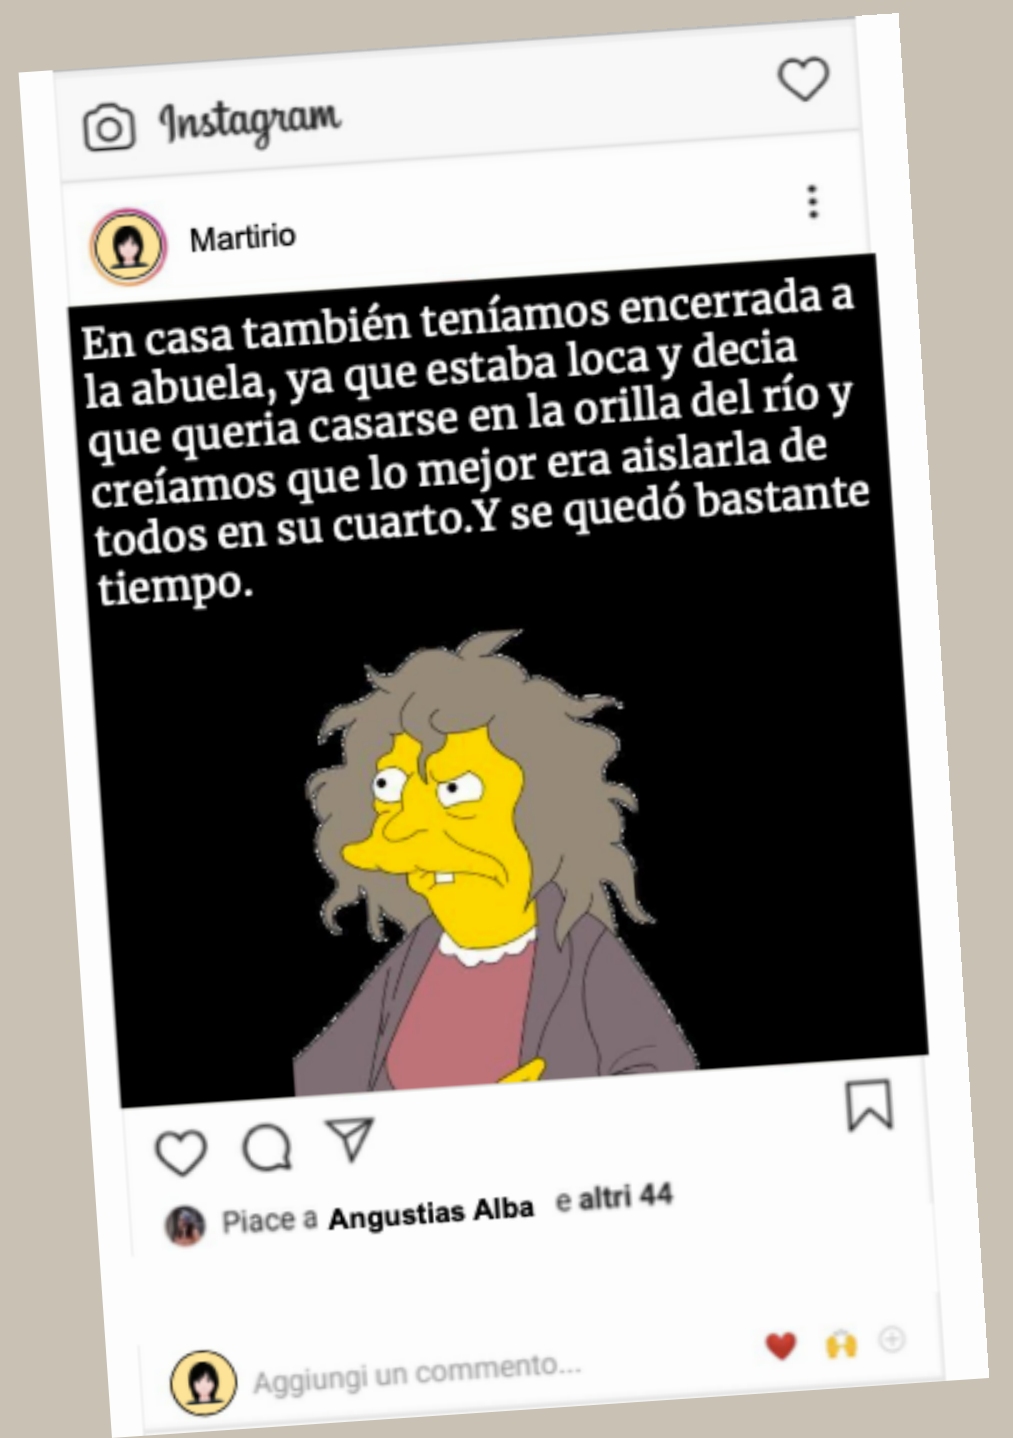 Instagram
Martirio
En casa también teníamos encerrada a
la abuela, ya que estaba loca y decia
que queria casarse en la orilla del río y
creíamos que lo mejor era aislarla de
todos en su cuarto.Y se quedó bastante
tiempo.
Piace a Angustias Alba e altri 44
Aggiungi un commento...